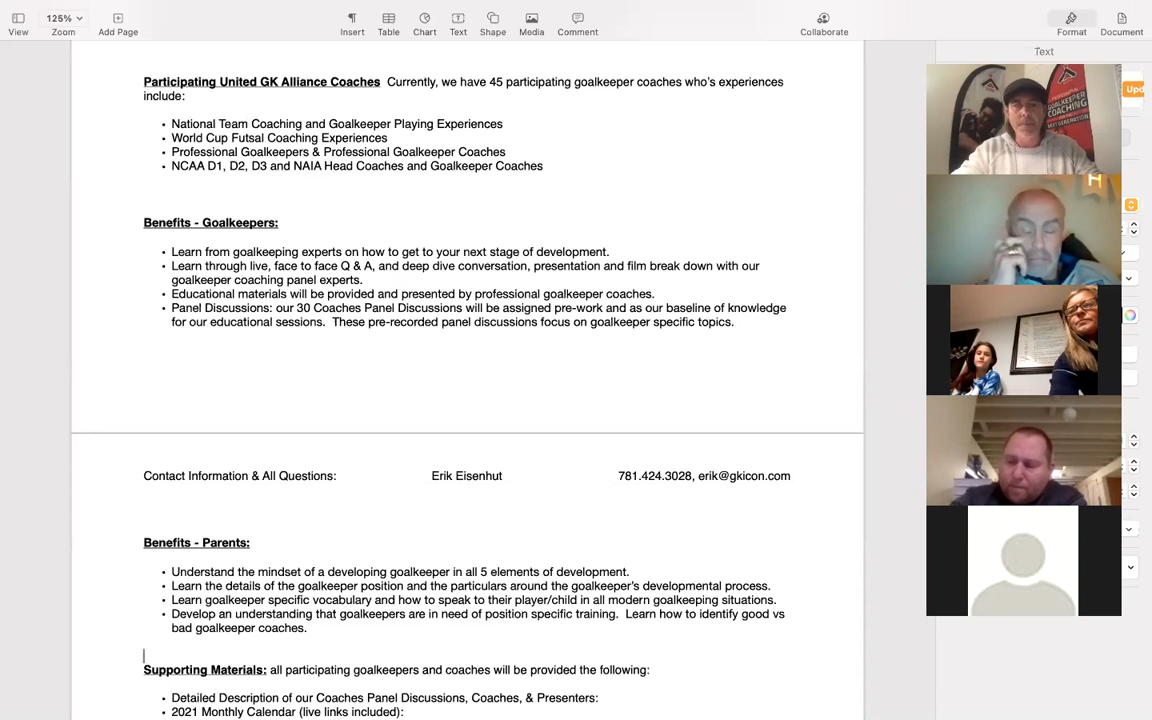 View
125%
Zoom
Add Page
Insert
Table
Chart
Text
Shape
Media
Comment
Collaborate
Format
Document
Text
Upd
Participating United GK Alliance Coaches  Currently, we have 45 participating goalkeeper coaches who's experiences
include:
• National Team Coaching and Goalkeeper Playing Experiences
• World Cup Futsal Coaching Experiences
• Professional Goalkeepers & Professional Goalkeeper Coaches
• NCAA D1, D2, D3 and NAIA Head Coaches and Goalkeeper Coaches
Benefits - Goalkeepers:
• Learn from goalkeeping experts on how to get to your next stage of development.
• Learn through live, face to face Q & A, and deep dive conversation, presentation and film break down with our
goalkeeper coaching panel experts.
• Educational materials will be provided and presented by professional goalkeeper coaches.
• Panel Discussions: our 30 Coaches Panel Discussions will be assigned pre-work and as our baseline of knowledge
for our educational sessions.  These pre-recorded panel discussions focus on goalkeeper specific topics.
Contact Information & All Questions: Erik Eisenhut 781.424.3028, erik@gkicon.com
Benefits - Parents:
• Understand the mindset of a developing goalkeeper in all 5 elements of development.
• Learn the details of the goalkeeper position and the particulars around the goalkeeper's developmental process.
• Learn goalkeeper specific vocabulary and how to speak to their player/child in all modern goalkeeping situations.
• Develop an understanding that goalkeepers are in need of position specific training.  Learn how to identify good vs
bad goalkeeper coaches.
Supporting Materials: all participating goalkeepers and coaches will be provided the following:
• Detailed Description of our Coaches Panel Discussions, Coaches, & Presenters:
• 2021 Monthly Calendar (live links included):
GOALKEEPER
COACHING
H